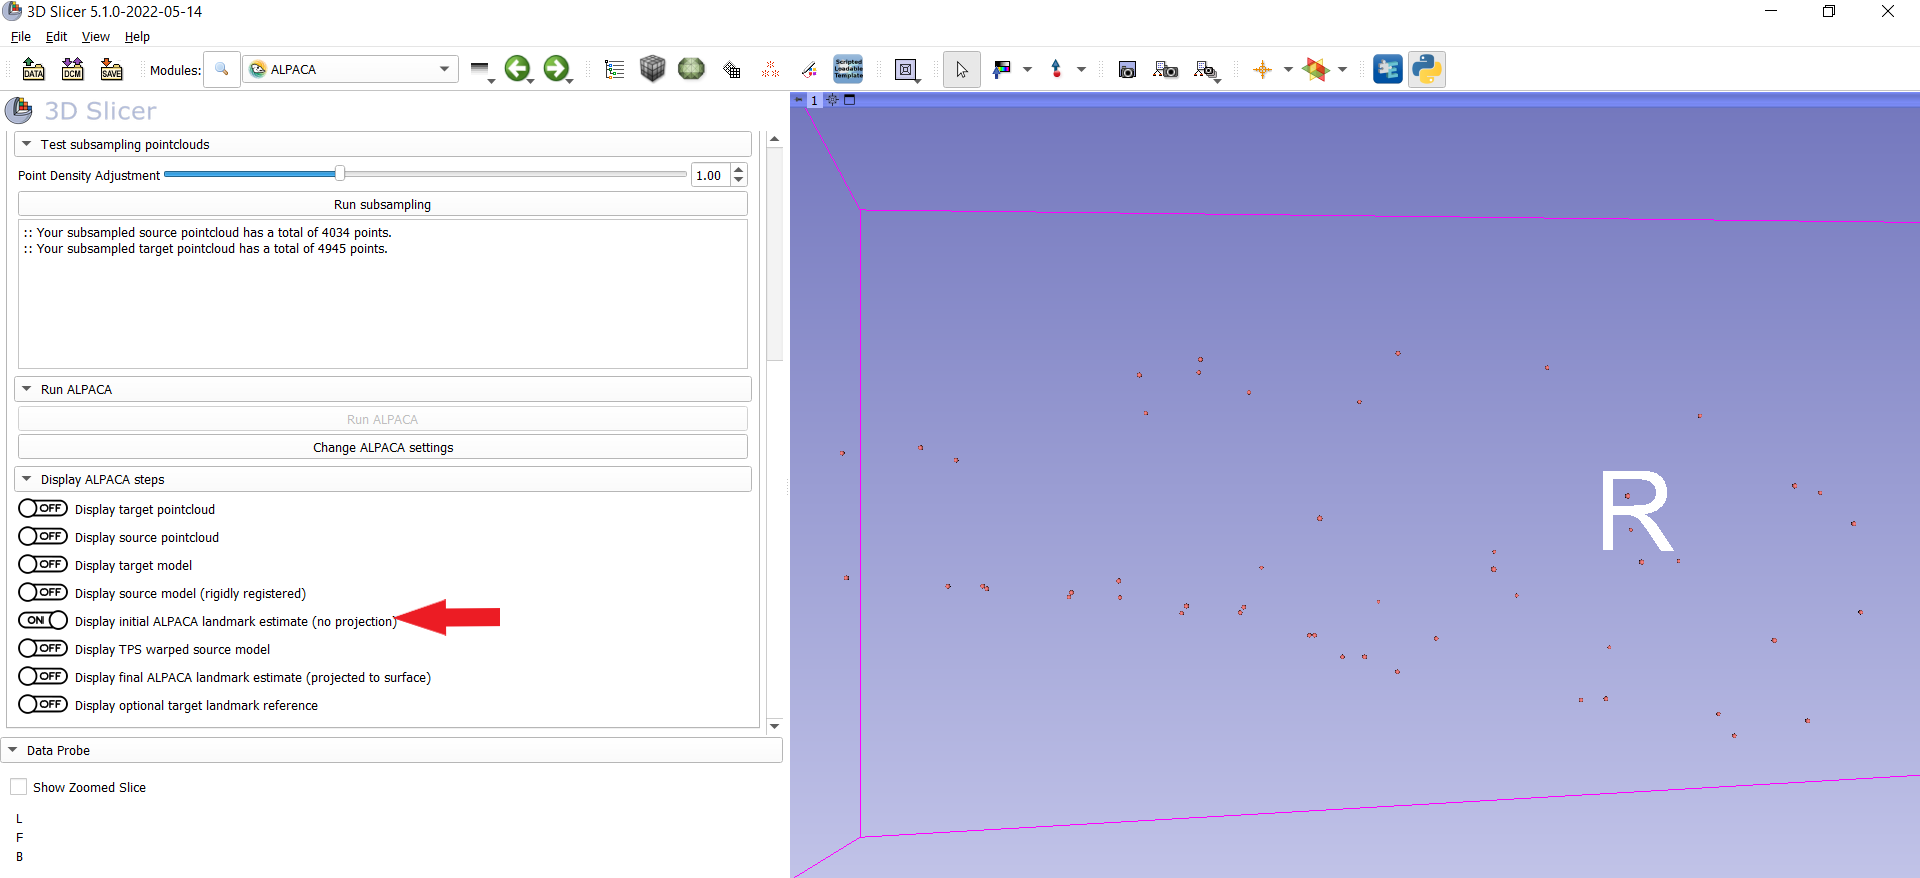 3D Slicer 5.1.0-2022-05-14
File Edit View Help
DATA DCM SAVE Modules: ALPACA Scripted Loadable Template
3D Slicer
1
Test subsampling pointclouds
Point Density Adjustment 1.00
Run subsampling
:: Your subsampled source pointcloud has a total of 4034 points.
:: Your subsampled target pointcloud has a total of 4945 points.
Run ALPACA
Run ALPACA
Change ALPACA settings
Display ALPACA steps
OFF Display target pointcloud
OFF Display source pointcloud
OFF Display target model
OFF Display source model (rigidly registered)
ON Display initial ALPACA landmark estimate (no projection)
OFF Display TPS warped source model
OFF Display final ALPACA landmark estimate (projected to surface)
OFF Display optional target landmark reference
R
Data Probe
Show Zoomed Slice
L
F
B